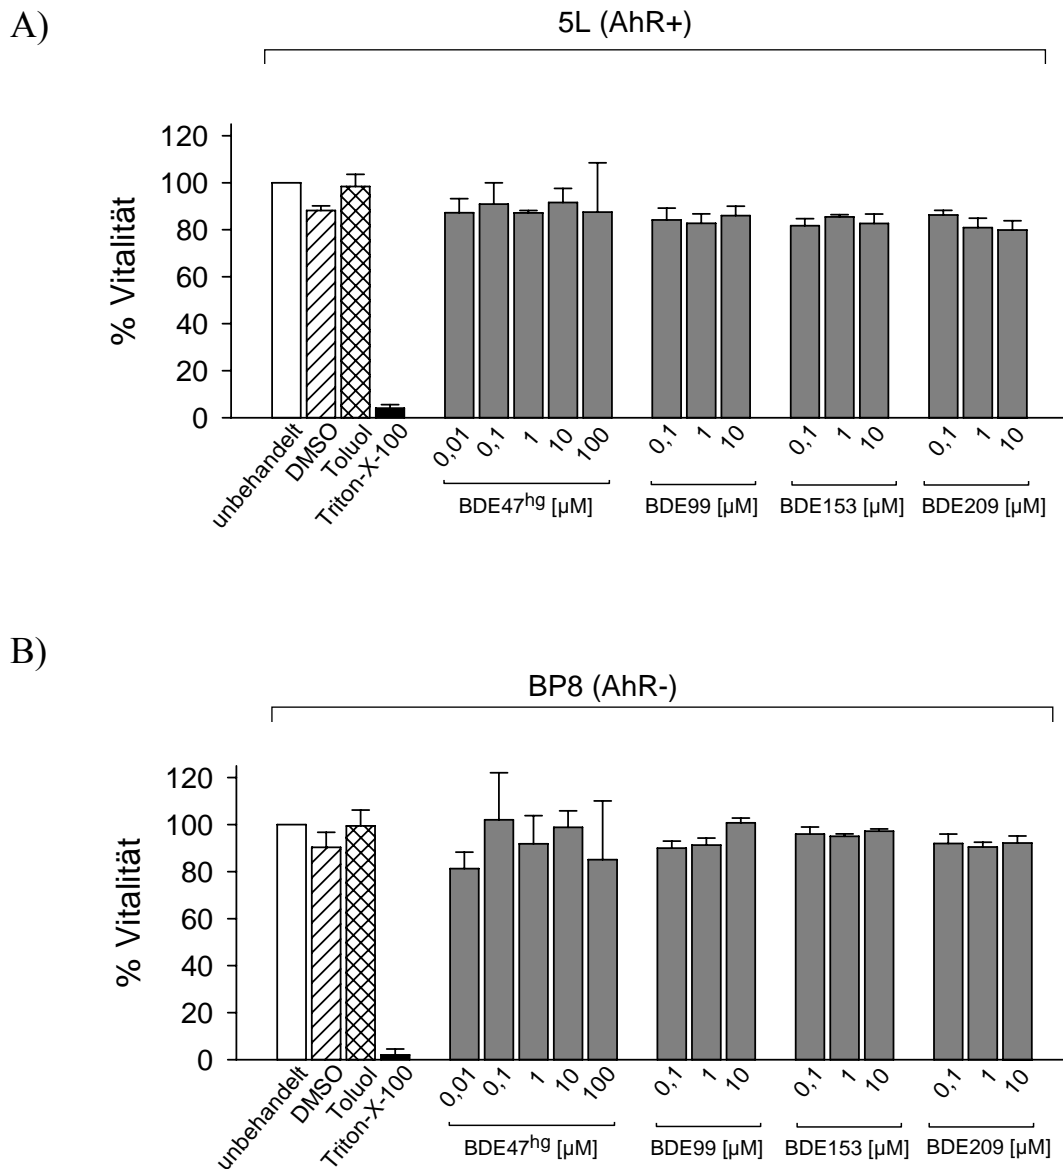 A)
5L (AhR+)
% Vitalität
120
100
80
60
40
20
0
unbehandelt
DMSO
Toluol
Triton-X-100
0,01
0,1
1
10
100
0,1
1
10
0,1
1
10
0,1
1
10
BDE47hg [µM]
BDE99 [µM]
BDE153 [µM]
BDE209 [µM]
B)
BP8 (AhR-)
% Vitalität
120
100
80
60
40
20
0
unbehandelt
DMSO
Toluol
Triton-X-100
0,01
0,1
1
10
100
0,1
1
10
0,1
1
10
0,1
1
10
BDE47hg [µM]
BDE99 [µM]
BDE153 [µM]
BDE209 [µM]